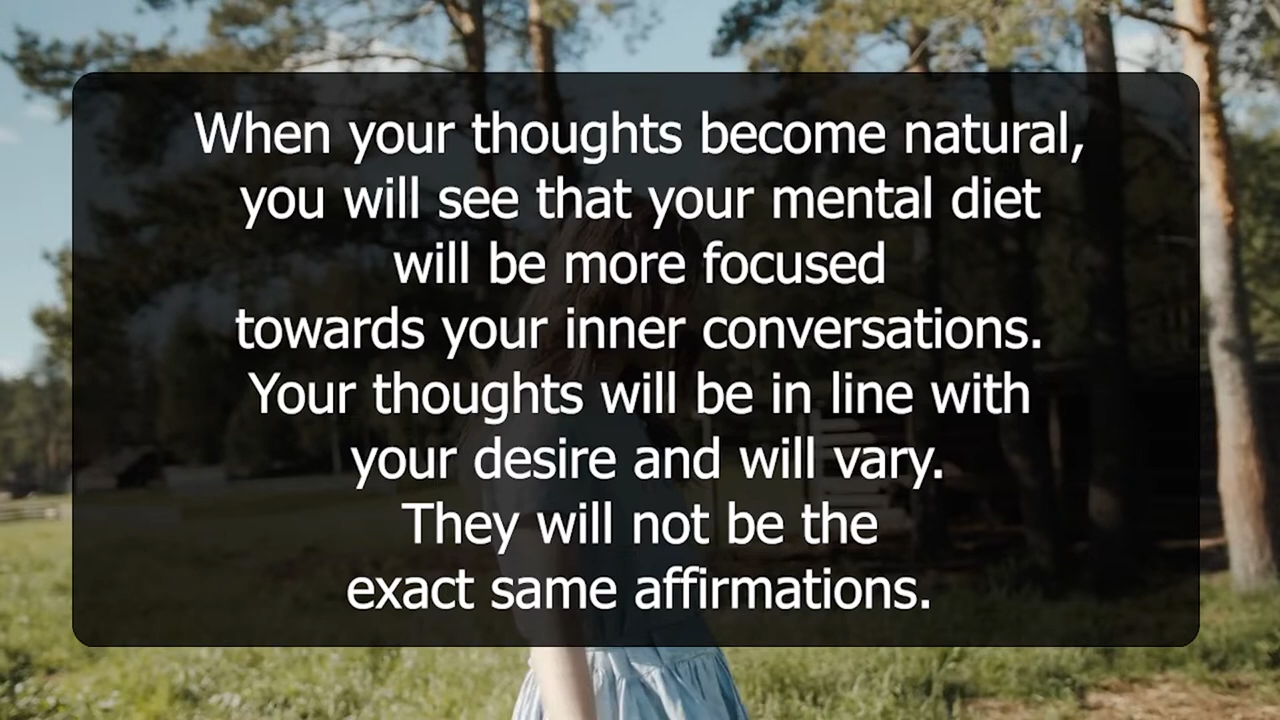 When your thoughts become natural,
you will see that your mental diet
will be more focused
towards your inner conversations.
Your thoughts will be in line with
your desire and will vary.
They will not be the
exact same affirmations.